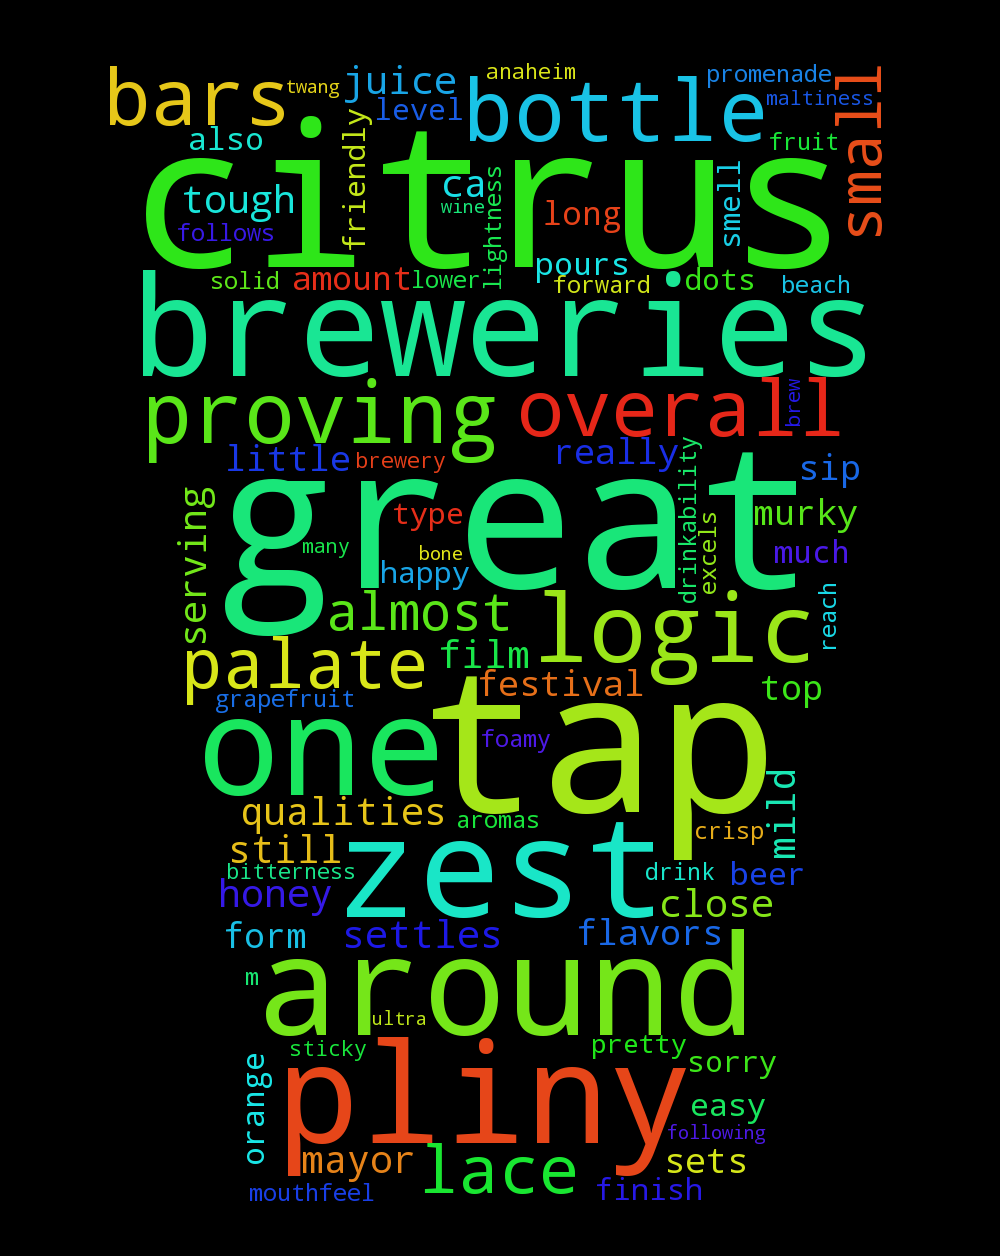 bars
twang
juice
anaheim
promenade
bottle
level
maltiness
small
also
friendly
citrus
fruit
tough
ca
wine
lightness
long
smell
follows
pours
solid
amount
lower
forward
dots
beach
breweries
proving
overall
brew
little
brewery
really
drinkability
sip
great
serving
type
excels
murky
many
bone
happy
much
almost
logic
reach
palate
film
festival
top
grapefruit
one
tap
foamy
qualities
aromas
crisp
mild
still
zest
bitterness
drink
beer
honey
close
form
settles
flavors
around
m
ultra
sticky
pretty
sorry
orange
pliny
easy
following
mayor
lace
sets
mouthfeel
finish